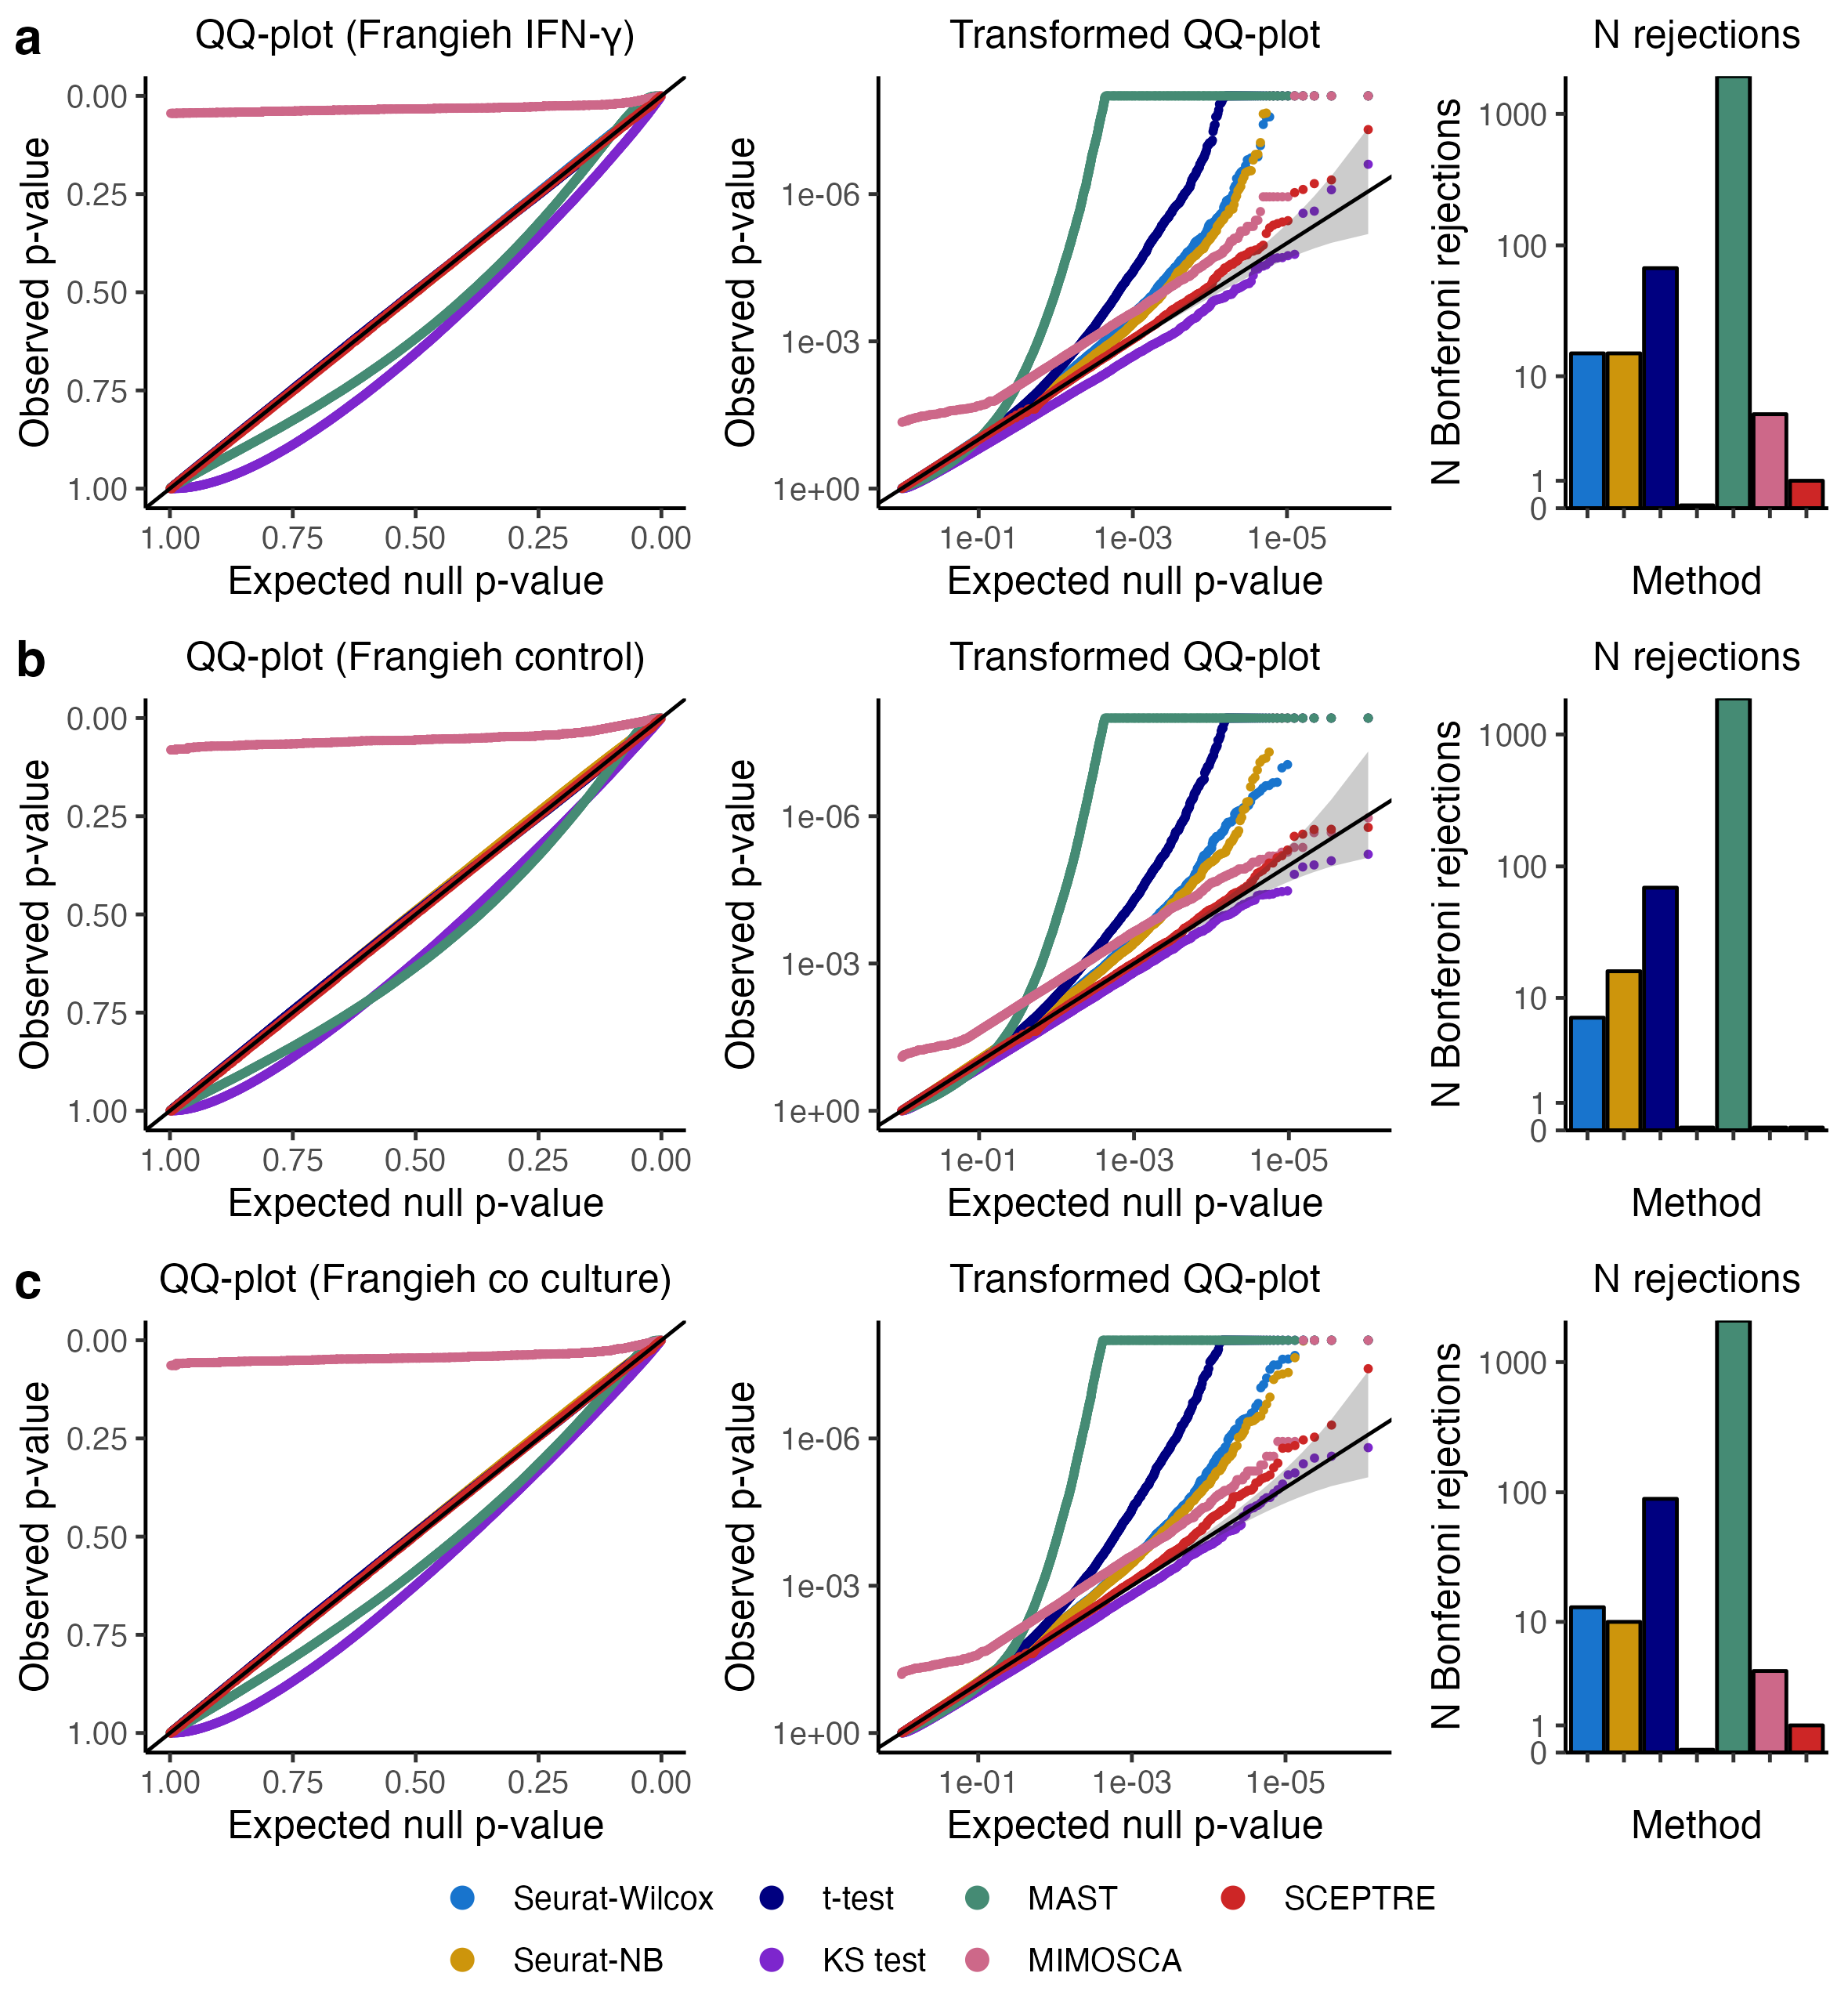 a
QQ-plot (Frangieh IFN-γ)
Transformed QQ-plot
N rejections
Observed p-value
0.00
0.25
0.50
0.75
1.00
1.00 0.75 0.50 0.25 0.00
Expected null p-value
Observed p-value
1e-06
1e-03
1e+00
1e-01 1e-03 1e-05
Expected null p-value
N Bonferoni rejections
1000
100
10
1
0
Method
b
QQ-plot (Frangieh control)
Transformed QQ-plot
N rejections
Observed p-value
0.00
0.25
0.50
0.75
1.00
1.00 0.75 0.50 0.25 0.00
Expected null p-value
Observed p-value
1e-06
1e-03
1e+00
1e-01 1e-03 1e-05
Expected null p-value
N Bonferoni rejections
1000
100
10
1
0
Method
c
QQ-plot (Frangieh co culture)
Transformed QQ-plot
N rejections
Observed p-value
0.00
0.25
0.50
0.75
1.00
1.00 0.75 0.50 0.25 0.00
Expected null p-value
Observed p-value
1e-06
1e-03
1e+00
1e-01 1e-03 1e-05
Expected null p-value
N Bonferoni rejections
1000
100
10
1
0
Method
Seurat-Wilcox t-test MAST SCEPTRE
Seurat-NB KS test MIMOSCA